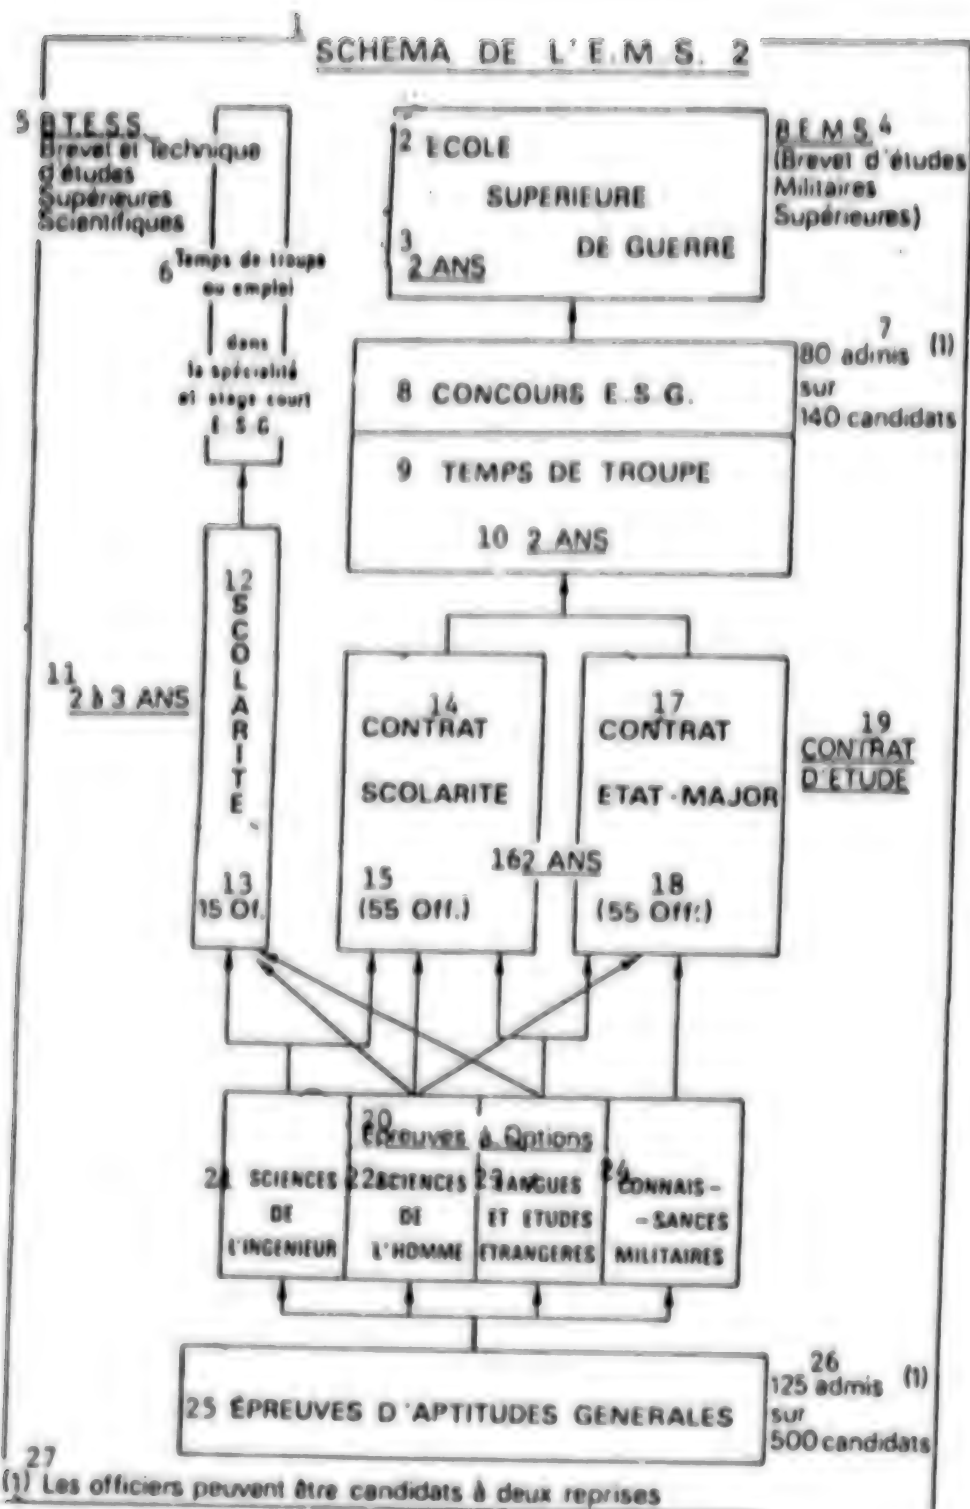 1
SCHEMA DE L'E.M.S. 2
5 B.T.E.S.S.
Brevet et Technique
d'études
Supérieures
Scientifiques
2 ECOLE
SUPERIEURE
DE GUERRE
3
2 ANS
B.E.M.S. 4
(Brevet d'études
Militaires
Supérieures)
6 Temps de troupe
ou emploi
dans
la spécialité
et stage court
E S G
7
80 admis (1)
sur
140 candidats
8 CONCOURS E.S.G.
9 TEMPS DE TROUPE
10 2 ANS
11
2 à 3 ANS
12
SCOLARITE
13
15 Of.
14
CONTRAT
SCOLARITE
15
(55 Off.)
16 2 ANS
17
CONTRAT
ETAT-MAJOR
18
(55 Off.)
19
CONTRAT
D'ETUDE
20
Epreuves à Options
21 SCIENCES
DE
L'INGENIEUR
22 SCIENCES
DE
L'HOMME
23 LANGUES
ET ETUDES
ETRANGERES
24 CONNAIS-
-SANCES
MILITAIRES
25 ÉPREUVES D'APTITUDES GENERALES
26
125 admis (1)
sur
500 candidats
27
(1) Les officiers peuvent être candidats à deux reprises